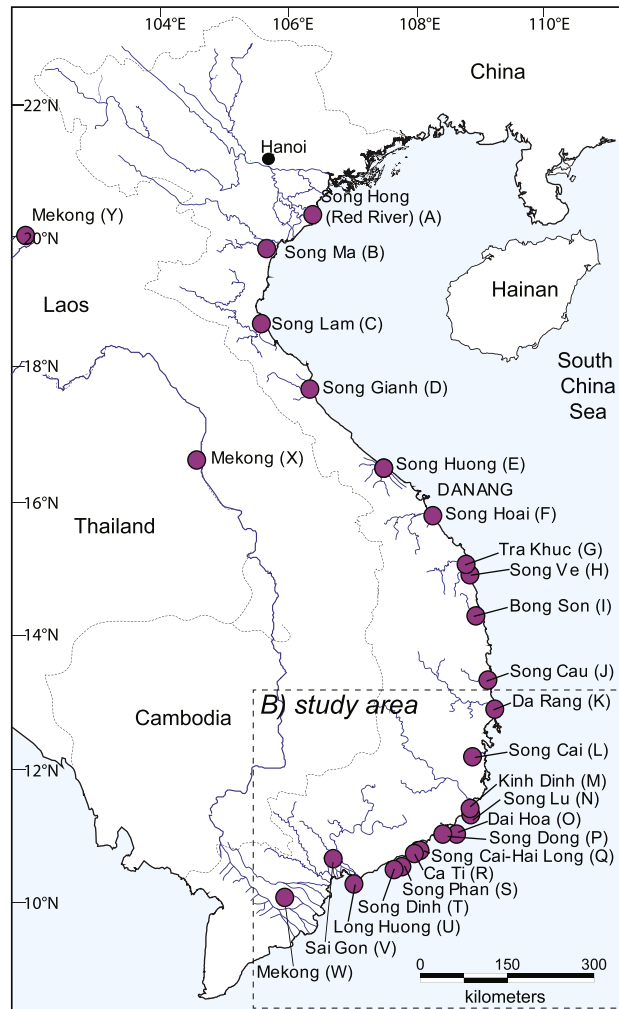 104°E
106°E
108°E
110°E
China
22°N
Hanoi
Song Hong
(Red River) (A)
Mekong (Y)
20°N
Song Ma (B)
Hainan
Laos
Song Lam (C)
18°N
South
China
Sea
Song Gianh (D)
Mekong (X)
Song Huong (E)
DANANG
16°N
Song Hoai (F)
Thailand
Tra Khuc (G)
Song Ve (H)
Bong Son (I)
14°N
Song Cau (J)
B) study area
Da Rang (K)
Cambodia
Song Cai (L)
12°N
Kinh Dinh (M)
Song Lu (N)
Dai Hoa (O)
Song Dong (P)
Song Cai-Hai Long (Q)
Ca Ti (R)
Song Phan (S)
10°N
Song Dinh (T)
Long Huong (U)
Sai Gon (V)
Mekong (W)
0 150 300
kilometers